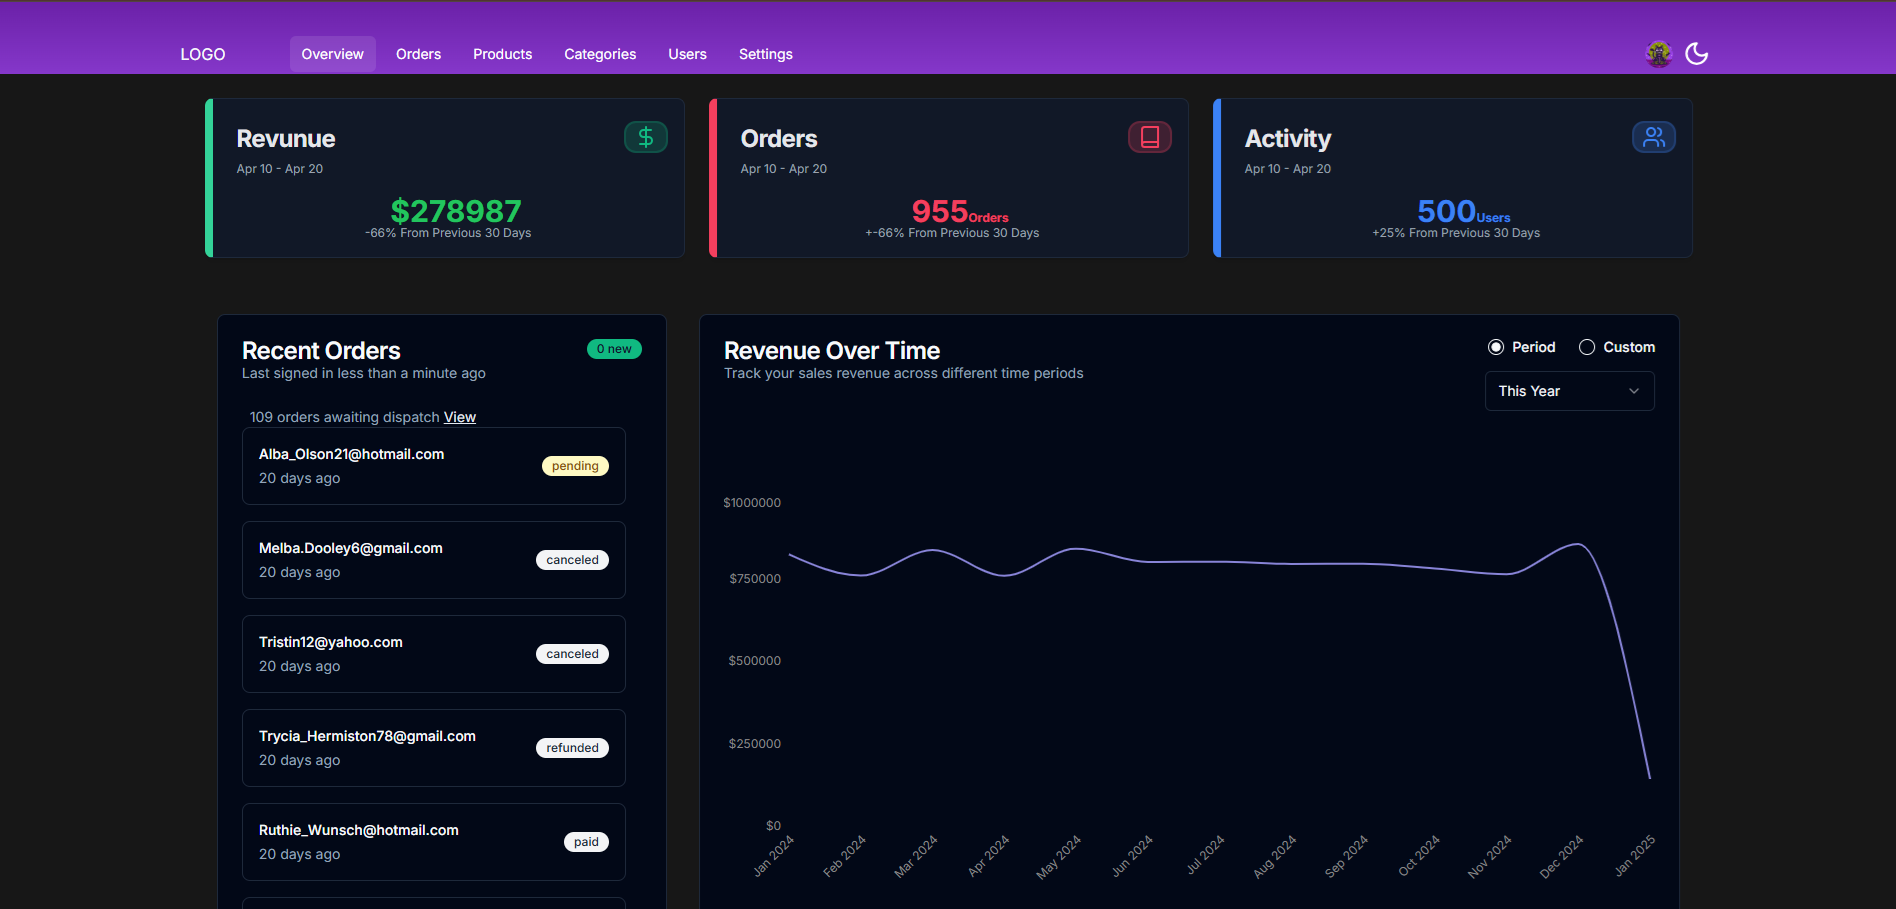 LOGO Overview Orders Products Categories Users Settings
Revunue
Apr 10 - Apr 20
$278987
-66% From Previous 30 Days
Orders
Apr 10 - Apr 20
955Orders
+-66% From Previous 30 Days
Activity
Apr 10 - Apr 20
500Users
+25% From Previous 30 Days
Recent Orders
0 new
Last signed in less than a minute ago
109 orders awaiting dispatch View
Alba_Olson21@hotmail.com
20 days ago
pending
Melba.Dooley6@gmail.com
20 days ago
canceled
Tristin12@yahoo.com
20 days ago
canceled
Trycia_Hermiston78@gmail.com
20 days ago
refunded
Ruthie_Wunsch@hotmail.com
20 days ago
paid
Revenue Over Time
Track your sales revenue across different time periods
Period Custom
This Year
$1000000
$750000
$500000
$250000
$0
Jan 2024 Feb 2024 Mar 2024 Apr 2024 May 2024 Jun 2024 Jul 2024 Aug 2024 Sep 2024 Oct 2024 Nov 2024 Dec 2024 Jan 2025